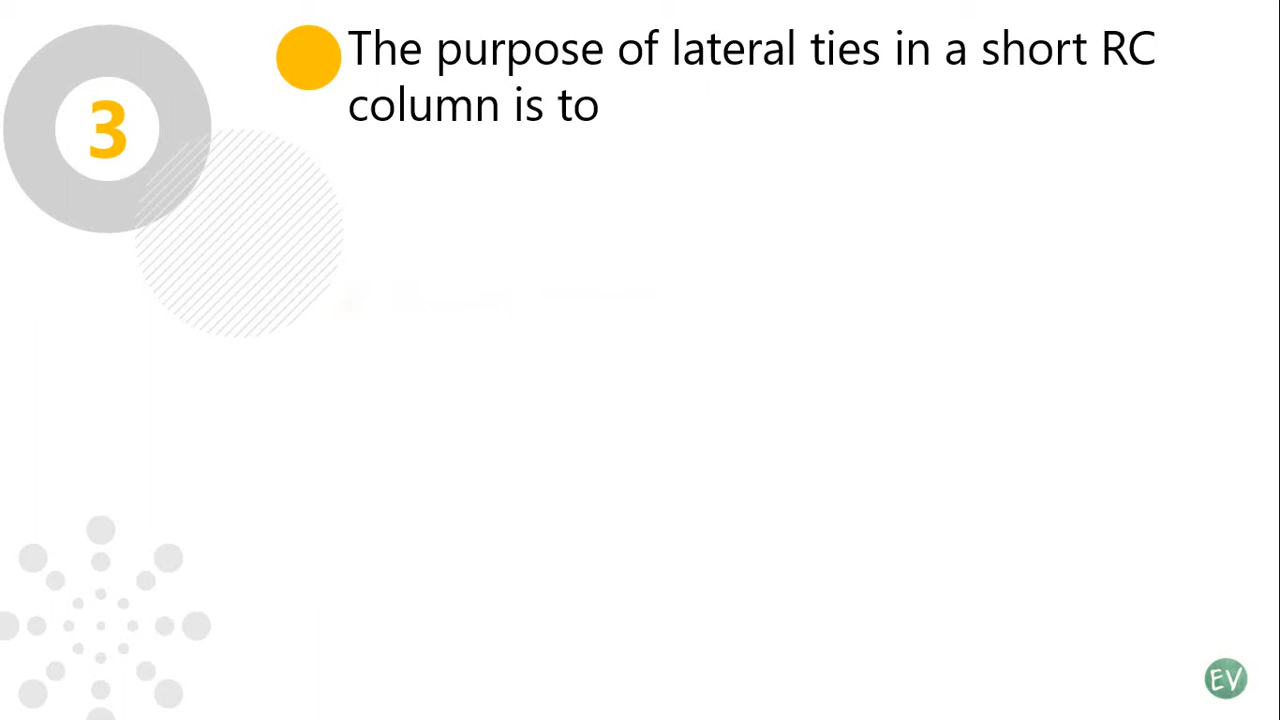 3
The purpose of lateral ties in a short RC
column is to
EV